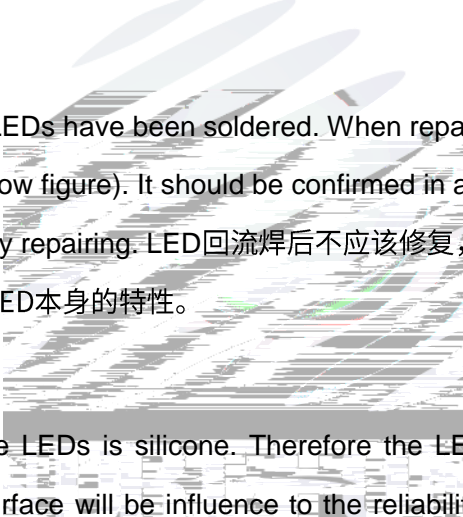 LEDs have been soldered. When repa
ow figure). It should be confirmed in a
y repairing. LED回流焊后不应该修复，
ED本身的特性。
e LEDs is silicone. Therefore the LE
rface will be influence to the reliabilit